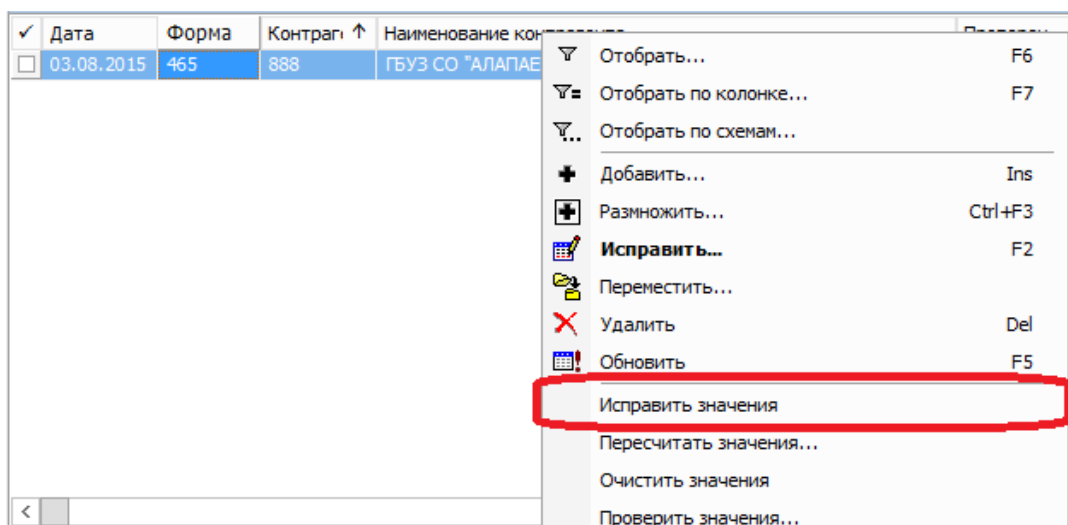 ✓ Дата Форма Контраге ↑ Наименование контрагента
03.08.2015 465 888 ГБУЗ СО "АЛАПАЕ
Отобрать... F6
Отобрать по колонке... F7
Отобрать по схемам...
Добавить... Ins
Размножить... Ctrl+F3
Исправить... F2
Переместить...
Удалить Del
Обновить F5
Исправить значения
Пересчитать значения...
Очистить значения
Проверить значения...